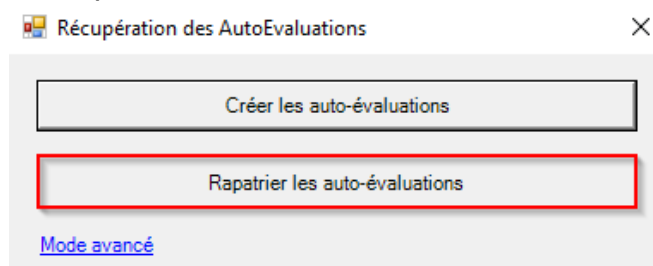 Récupération des AutoEvaluations
Créer les auto-évaluations
Rapatrier les auto-évaluations
Mode avancé